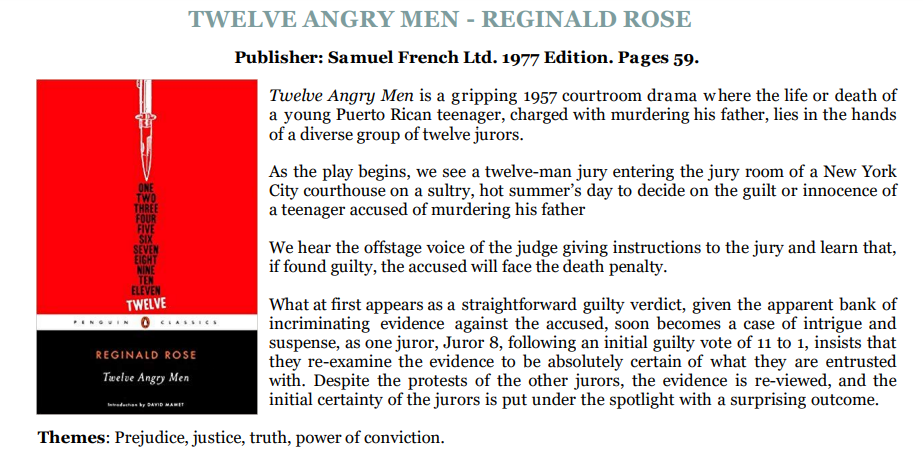 TWELVE ANGRY MEN - REGINALD ROSE
Publisher: Samuel French Ltd. 1977 Edition. Pages 59.
ONE
TWO
THREE
FOUR
FIVE
SIX
SEVEN
EIGHT
NINE
TEN
ELEVEN
TWELVE
PENGUIN CLASSICS
REGINALD ROSE
Twelve Angry Men
Introduction by DAVID MAMET
Twelve Angry Men is a gripping 1957 courtroom drama where the life or death of
a young Puerto Rican teenager, charged with murdering his father, lies in the hands
of a diverse group of twelve jurors.
As the play begins, we see a twelve-man jury entering the jury room of a New York
City courthouse on a sultry, hot summer's day to decide on the guilt or innocence of
a teenager accused of murdering his father
We hear the offstage voice of the judge giving instructions to the jury and learn that,
if found guilty, the accused will face the death penalty.
What at first appears as a straightforward guilty verdict, given the apparent bank of
incriminating evidence against the accused, soon becomes a case of intrigue and
suspense, as one juror, Juror 8, following an initial guilty vote of 11 to 1, insists that
they re-examine the evidence to be absolutely certain of what they are entrusted
with. Despite the protests of the other jurors, the evidence is re-viewed, and the
initial certainty of the jurors is put under the spotlight with a surprising outcome.
Themes: Prejudice, justice, truth, power of conviction.